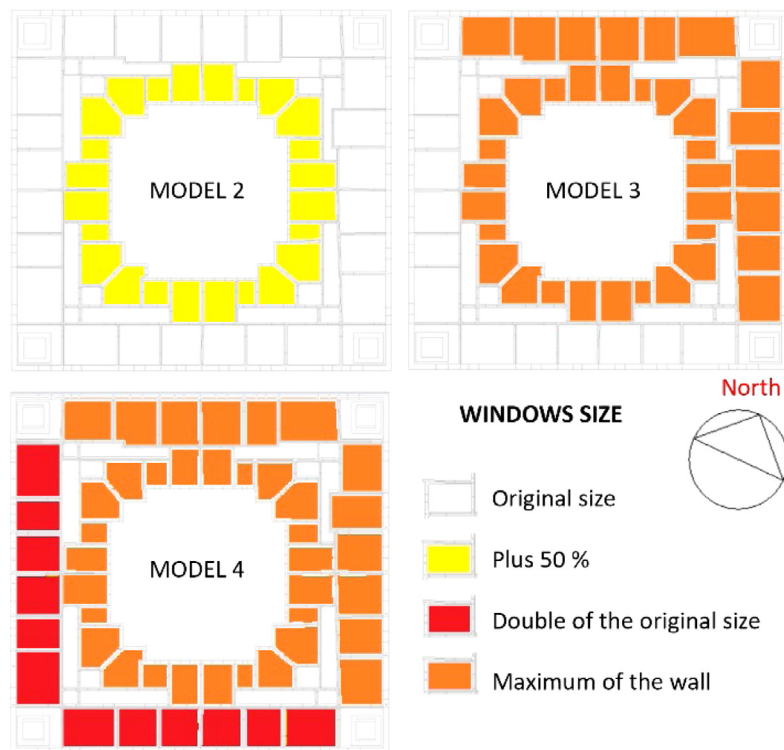 MODEL 2
MODEL 3
North
WINDOWS SIZE
Original size
Plus 50 %
MODEL 4
Double of the original size
Maximum of the wall